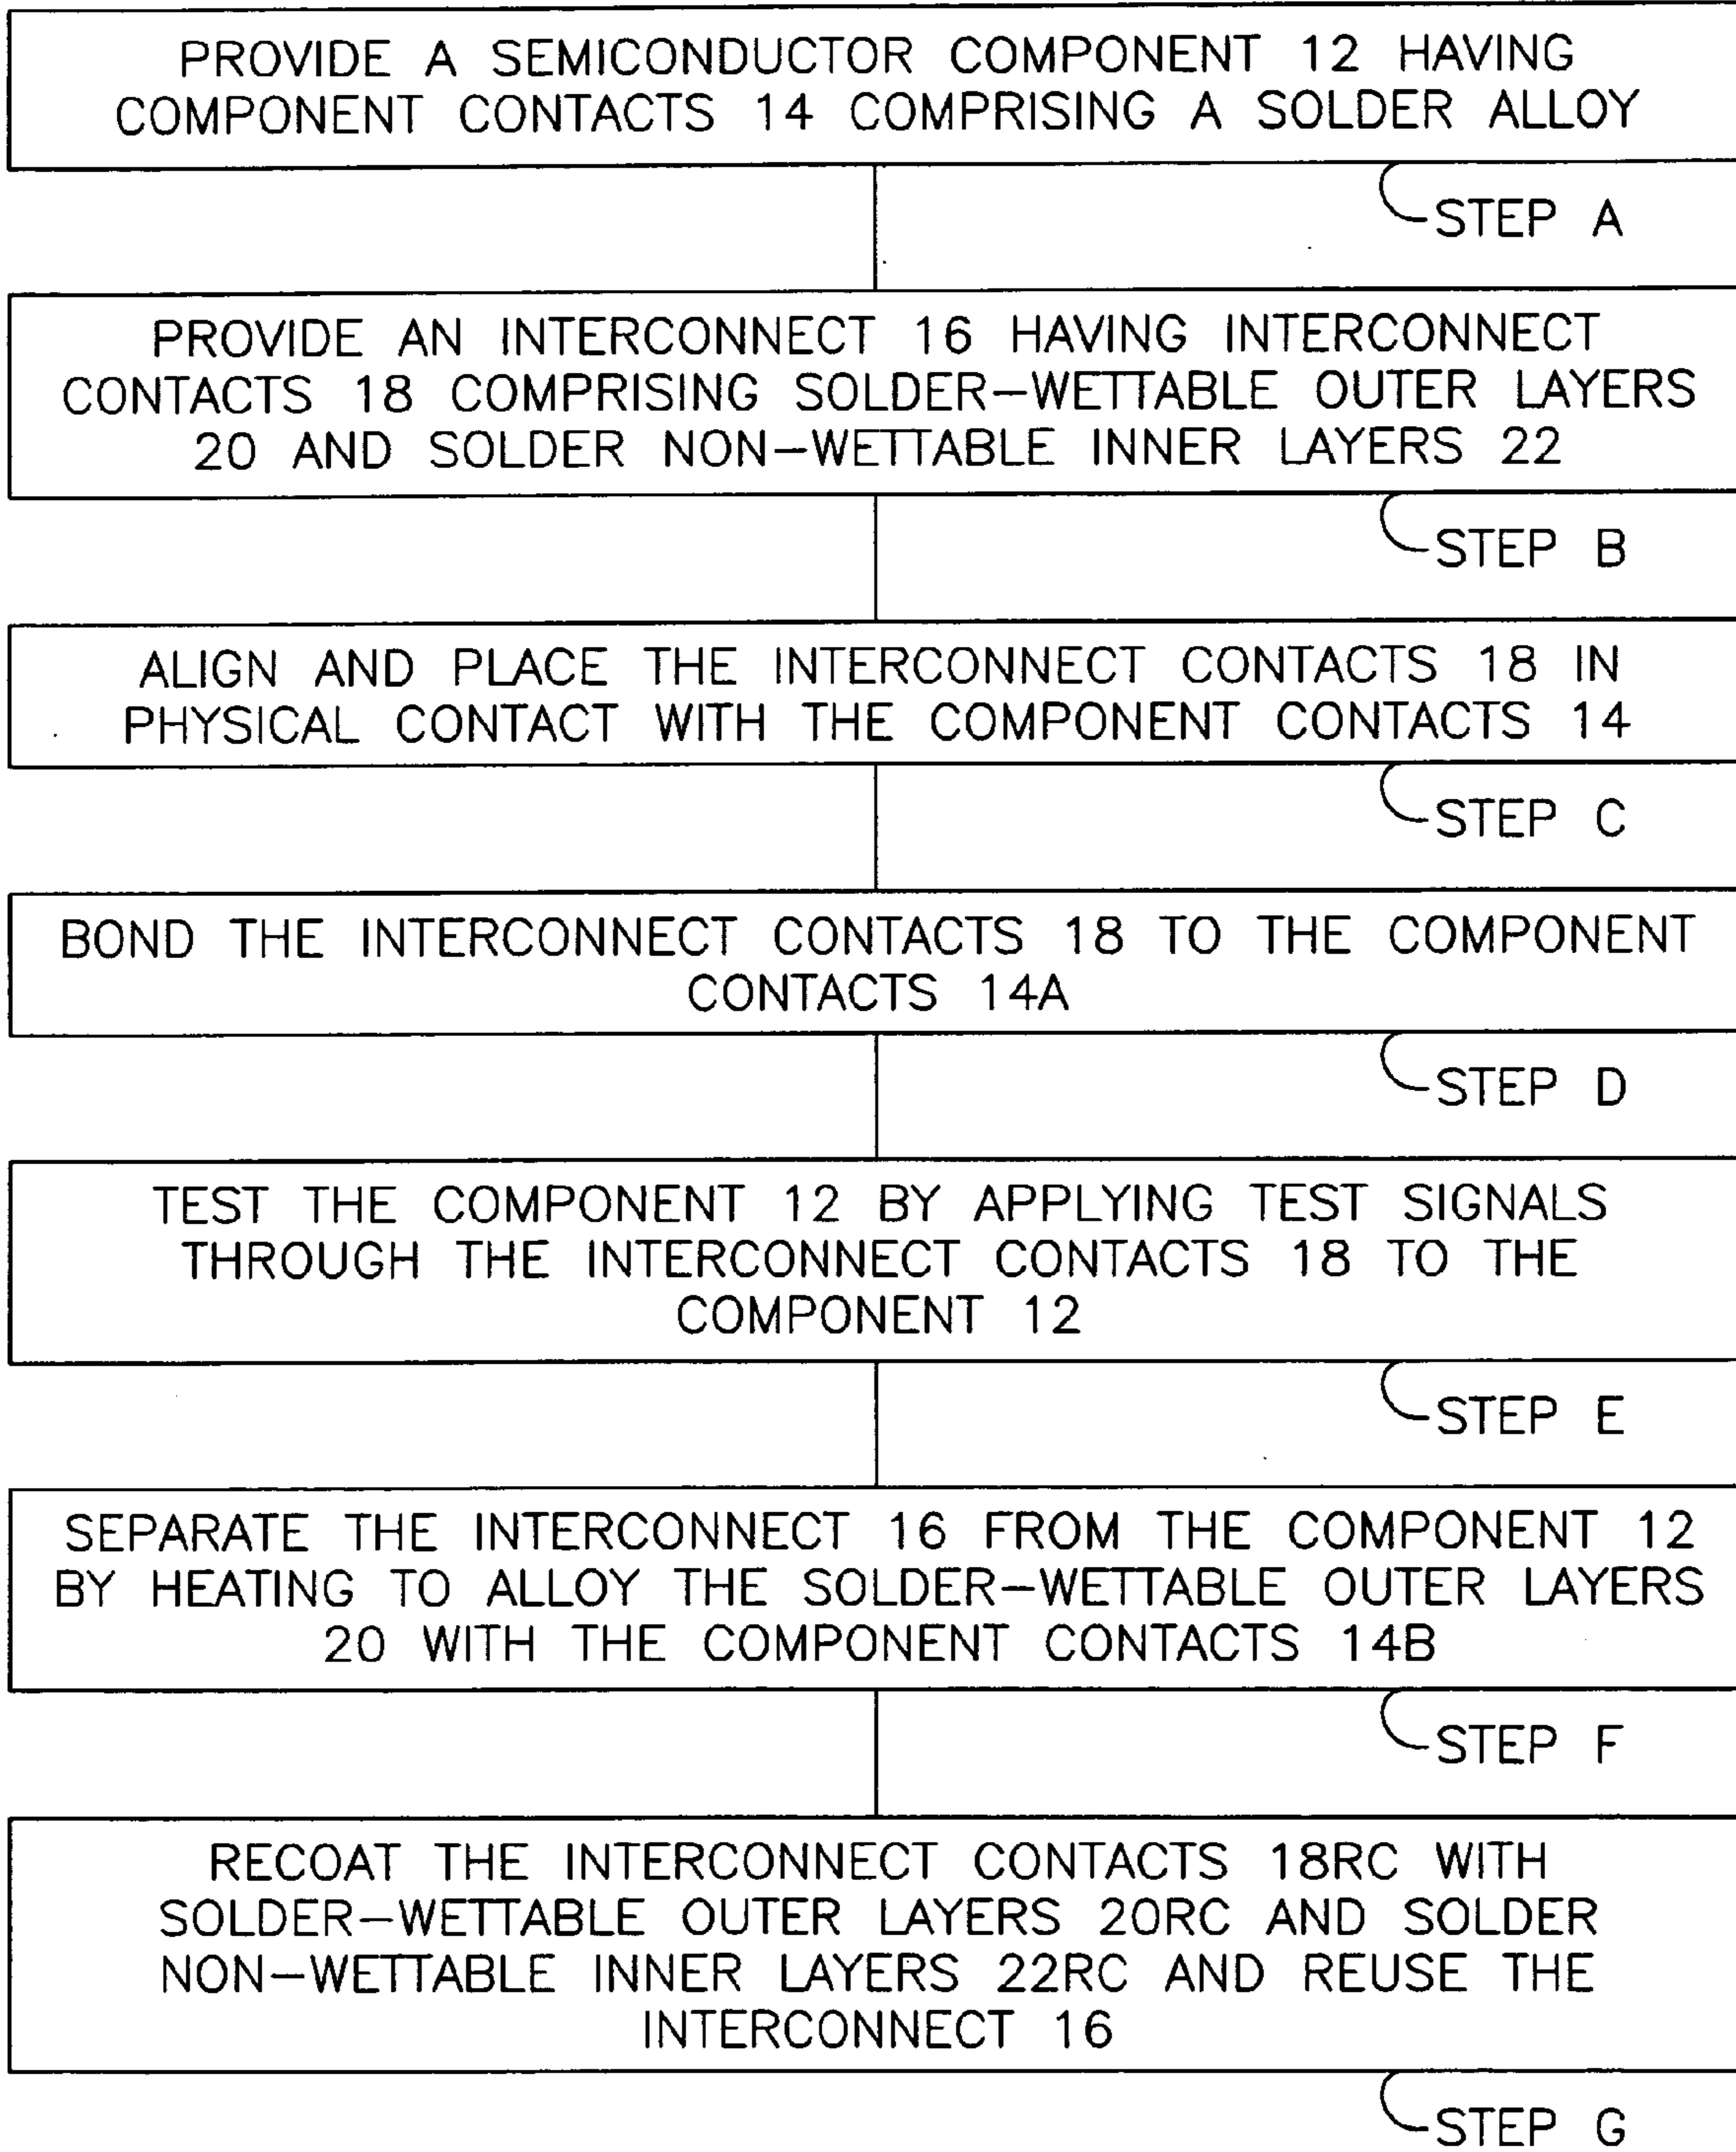 PROVIDE A SEMICONDUCTOR COMPONENT 12 HAVING
COMPONENT CONTACTS 14 COMPRISING A SOLDER ALLOY
STEP A
PROVIDE AN INTERCONNECT 16 HAVING INTERCONNECT
CONTACTS 18 COMPRISING SOLDER-WETTABLE OUTER LAYERS
20 AND SOLDER NON-WETTABLE INNER LAYERS 22
STEP B
ALIGN AND PLACE THE INTERCONNECT CONTACTS 18 IN
PHYSICAL CONTACT WITH THE COMPONENT CONTACTS 14
STEP C
BOND THE INTERCONNECT CONTACTS 18 TO THE COMPONENT
CONTACTS 14A
STEP D
TEST THE COMPONENT 12 BY APPLYING TEST SIGNALS
THROUGH THE INTERCONNECT CONTACTS 18 TO THE
COMPONENT 12
STEP E
SEPARATE THE INTERCONNECT 16 FROM THE COMPONENT 12
BY HEATING TO ALLOY THE SOLDER-WETTABLE OUTER LAYERS
20 WITH THE COMPONENT CONTACTS 14B
STEP F
RECOAT THE INTERCONNECT CONTACTS 18RC WITH
SOLDER-WETTABLE OUTER LAYERS 20RC AND SOLDER
NON-WETTABLE INNER LAYERS 22RC AND REUSE THE
INTERCONNECT 16
STEP G